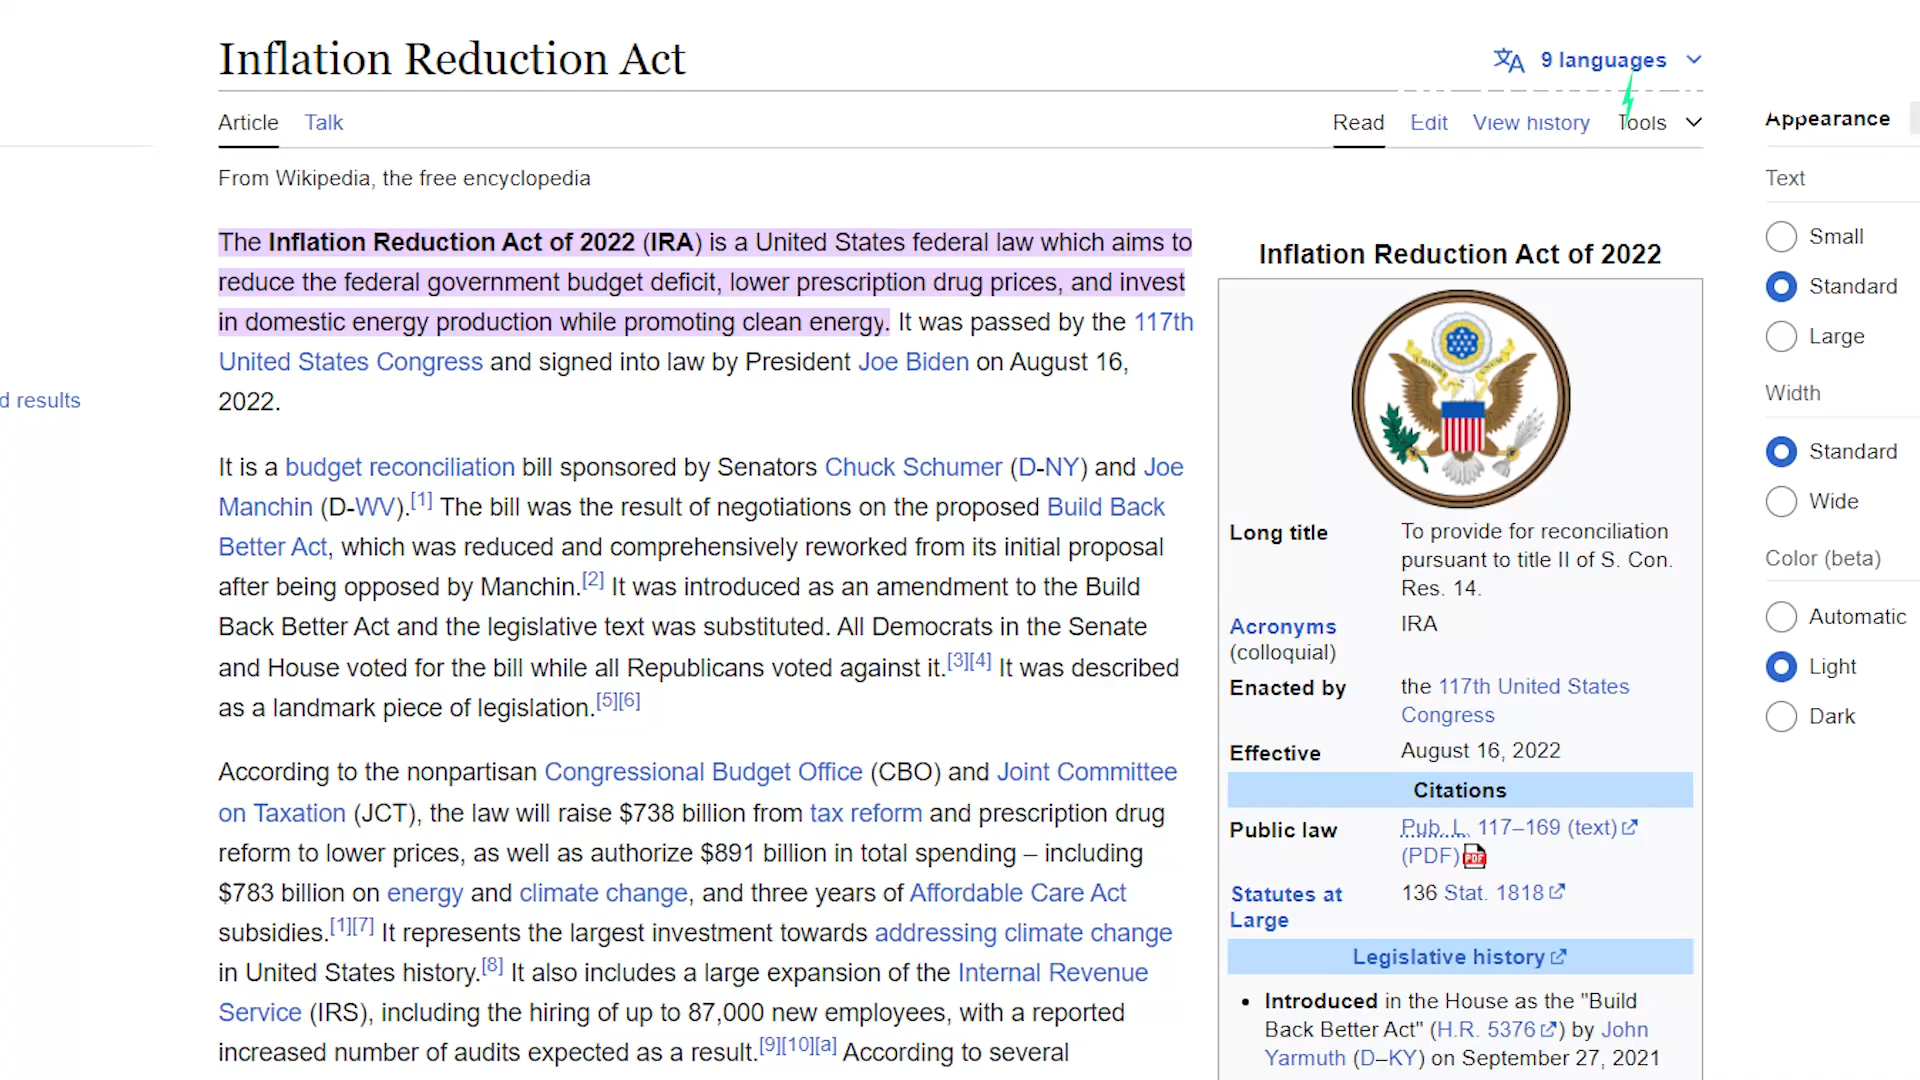 Inflation Reduction Act
9 languages
Article Talk
Read Edit View history Tools
From Wikipedia, the free encyclopedia
The Inflation Reduction Act of 2022 (IRA) is a United States federal law which aims to
reduce the federal government budget deficit, lower prescription drug prices, and invest
in domestic energy production while promoting clean energy. It was passed by the 117th
United States Congress and signed into law by President Joe Biden on August 16,
2022.
It is a budget reconciliation bill sponsored by Senators Chuck Schumer (D-NY) and Joe
Manchin (D-WV).[1] The bill was the result of negotiations on the proposed Build Back
Better Act, which was reduced and comprehensively reworked from its initial proposal
after being opposed by Manchin.[2] It was introduced as an amendment to the Build
Back Better Act and the legislative text was substituted. All Democrats in the Senate
and House voted for the bill while all Republicans voted against it.[3][4] It was described
as a landmark piece of legislation.[5][6]
According to the nonpartisan Congressional Budget Office (CBO) and Joint Committee
on Taxation (JCT), the law will raise $738 billion from tax reform and prescription drug
reform to lower prices, as well as authorize $891 billion in total spending – including
$783 billion on energy and climate change, and three years of Affordable Care Act
subsidies.[1][7] It represents the largest investment towards addressing climate change
in United States history.[8] It also includes a large expansion of the Internal Revenue
Service (IRS), including the hiring of up to 87,000 new employees, with a reported
increased number of audits expected as a result.[9][10][a] According to several
Inflation Reduction Act of 2022
Long title To provide for reconciliation
pursuant to title II of S. Con.
Res. 14.
Acronyms IRA
(colloquial)
Enacted by the 117th United States
Congress
Effective August 16, 2022
Citations
Public law Pub. L. 117–169 (text)
(PDF)
Statutes at 136 Stat. 1818
Large
Legislative history
• Introduced in the House as the "Build
Back Better Act" (H.R. 5376) by John
Yarmuth (D–KY) on September 27, 2021
Appearance
Text
Small
Standard
Large
Width
Standard
Wide
Color (beta)
Automatic
Light
Dark
d results